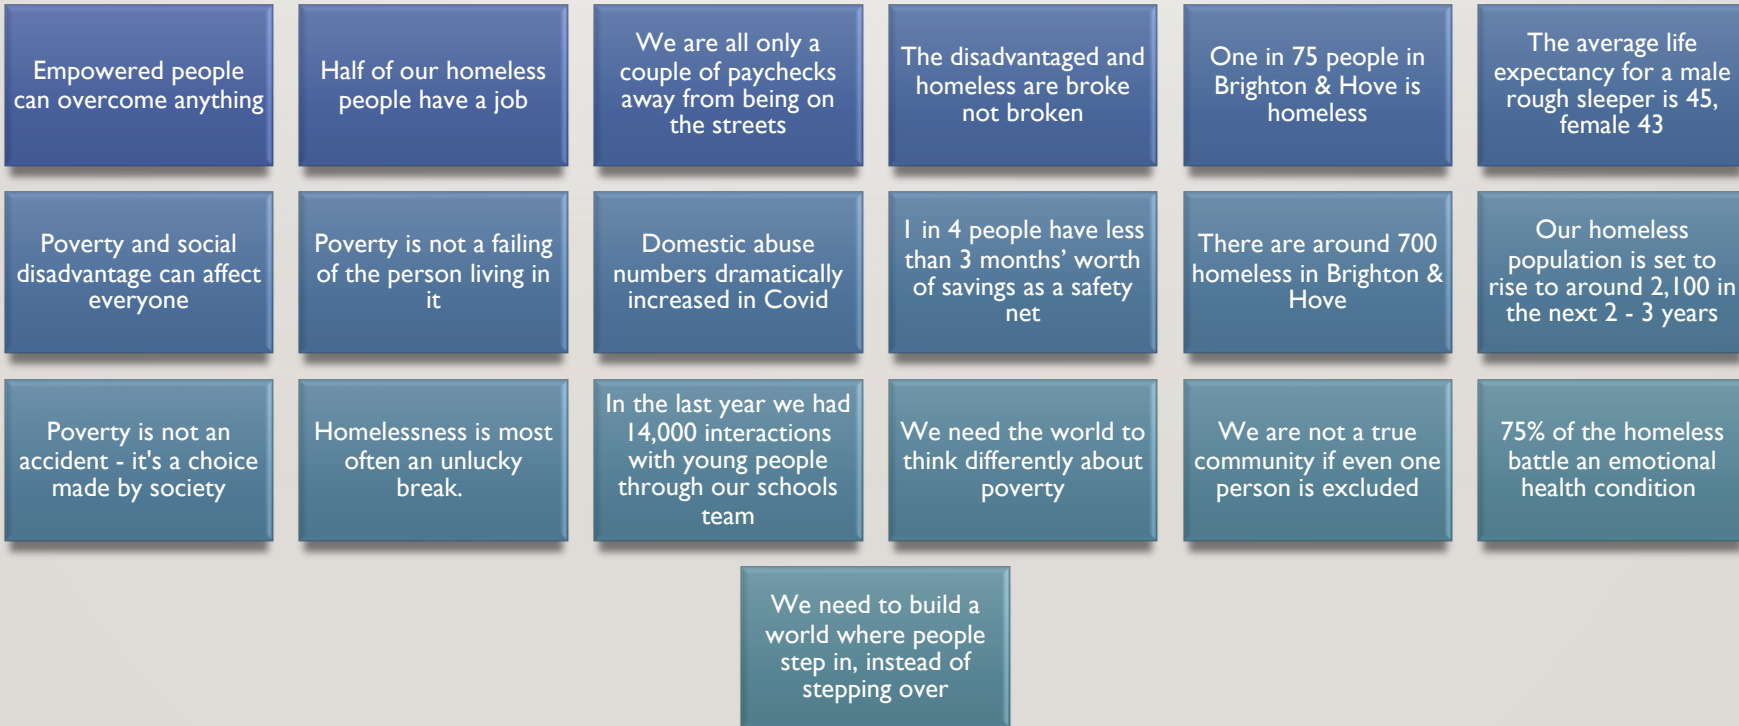 Empowered people
can overcome anything
Half of our homeless
people have a job
We are all only a
couple of paychecks
away from being on
the streets
The disadvantaged and
homeless are broke
not broken
One in 75 people in
Brighton & Hove is
homeless
The average life
expectancy for a male
rough sleeper is 45,
female 43
Poverty and social
disadvantage can affect
everyone
Poverty is not a failing
of the person living in
it
Domestic abuse
numbers dramatically
increased in Covid
1 in 4 people have less
than 3 months’ worth
of savings as a safety
net
There are around 700
homeless in Brighton &
Hove
Our homeless
population is set to
rise to around 2,100 in
the next 2 - 3 years
Poverty is not an
accident - it's a choice
made by society
Homelessness is most
often an unlucky
break.
In the last year we had
14,000 interactions
with young people
through our schools
team
We need the world to
think differently about
poverty
We are not a true
community if even one
person is excluded
75% of the homeless
battle an emotional
health condition
We need to build a
world where people
step in, instead of
stepping over